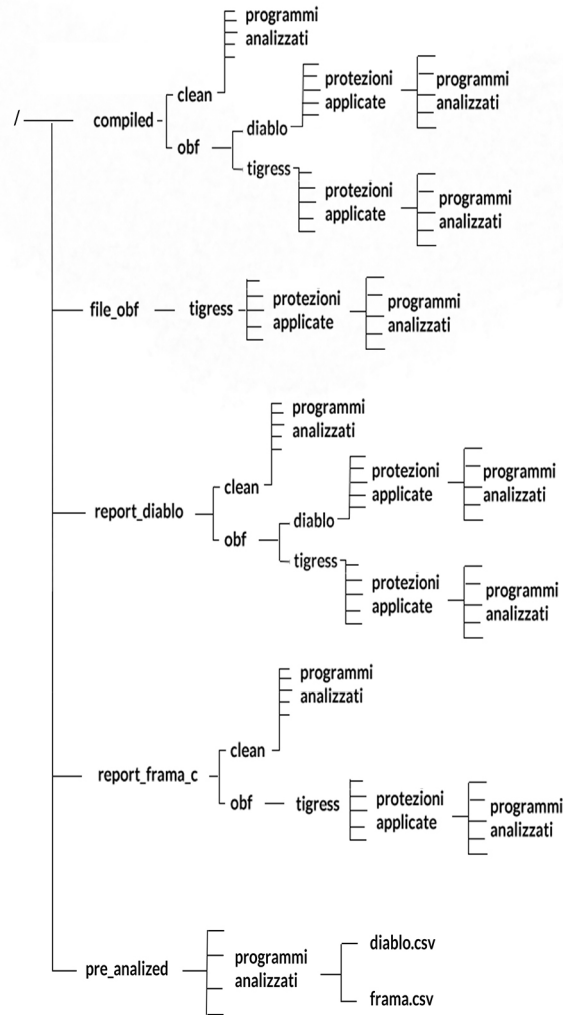 /
compiled
clean
programmi
analizzati
obf
diablo
protezioni
applicate
programmi
analizzati
tigress
protezioni
applicate
programmi
analizzati
file_obf
tigress
protezioni
applicate
programmi
analizzati
report_diablo
clean
programmi
analizzati
obf
diablo
protezioni
applicate
programmi
analizzati
tigress
protezioni
applicate
programmi
analizzati
report_frama_c
clean
programmi
analizzati
obf
tigress
protezioni
applicate
programmi
analizzati
pre_analized
programmi
analizzati
diablo.csv
frama.csv